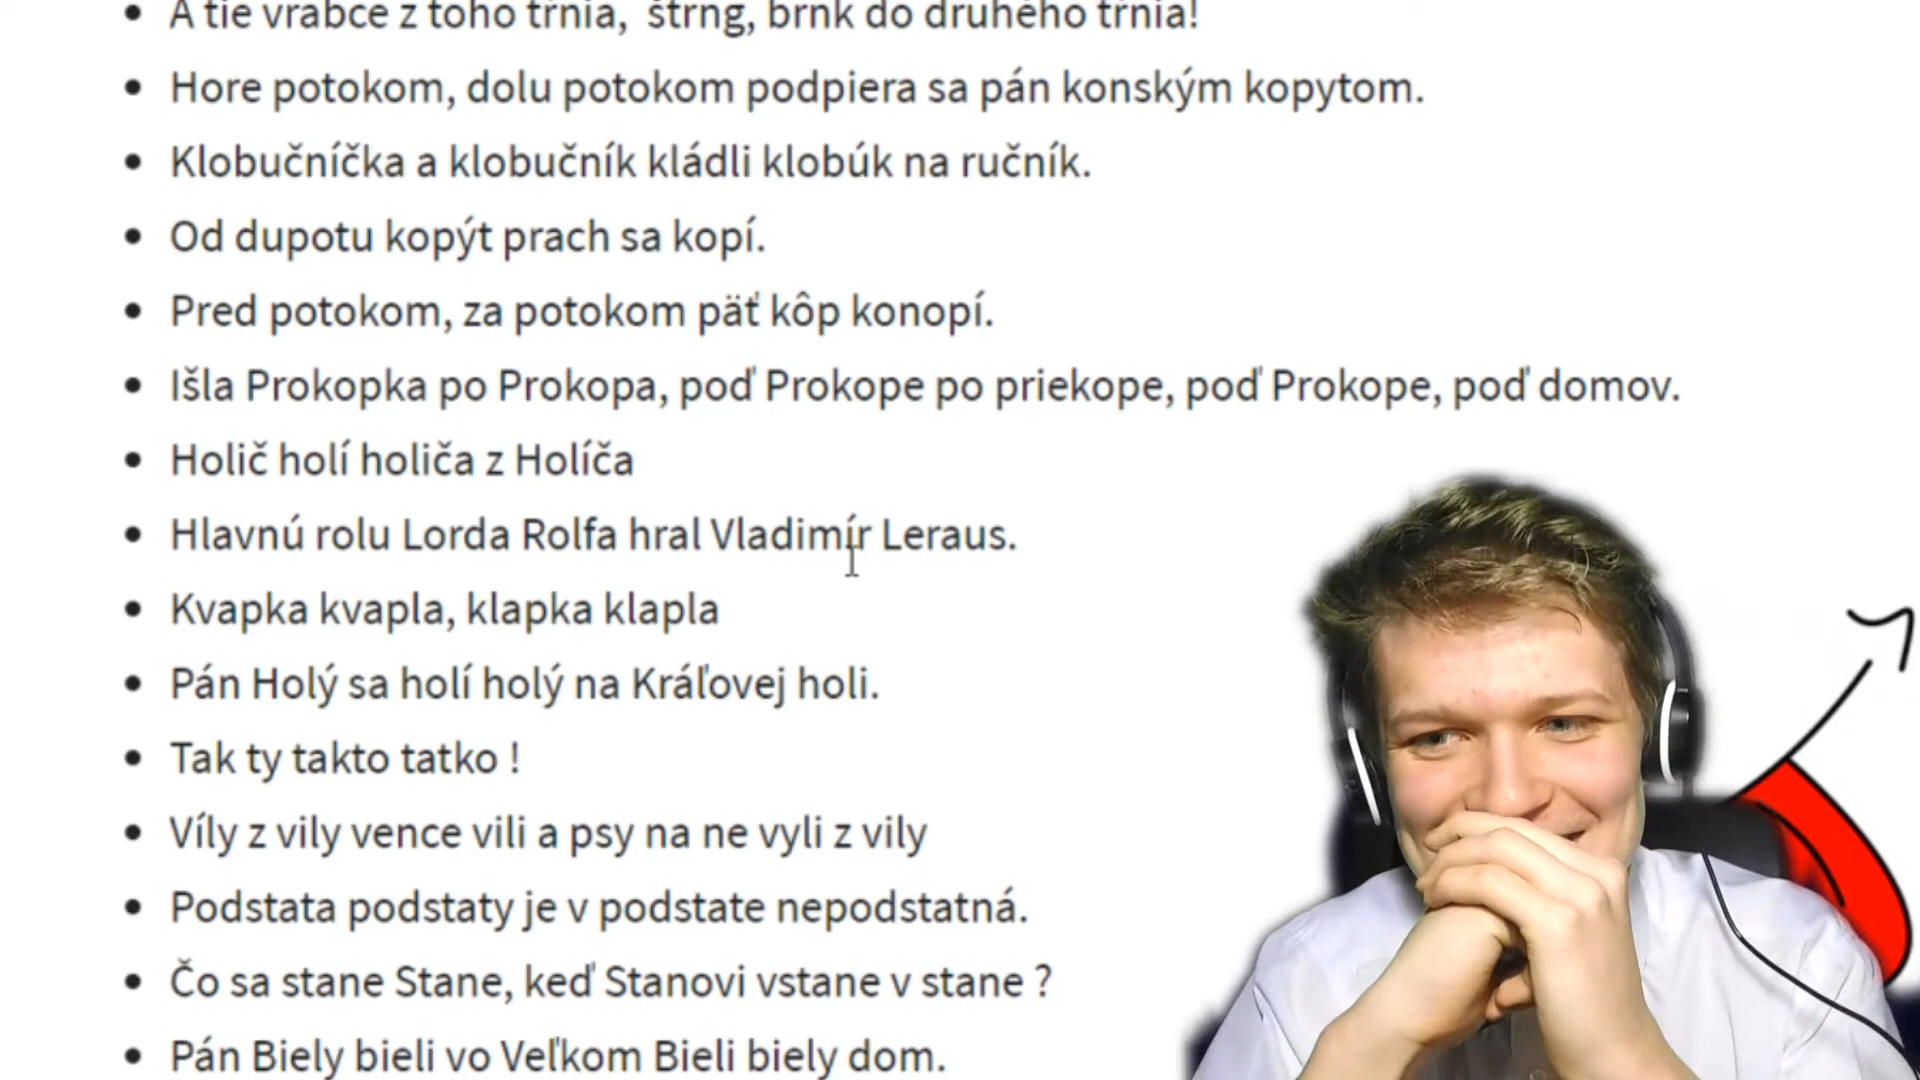 A tie vrabce z toho tŕnia, štrng, brnk do druhého tŕnia!
Hore potokom, dolu potokom podpiera sa pán konským kopytom.
Klobučníčka a klobučník kládli klobúk na ručník.
Od dupotu kopýt prach sa kopí.
Pred potokom, za potokom päť kôp konopí.
Išla Prokopka po Prokopa, poď Prokope po priekope, poď Prokope, poď domov.
Holič holí holiča z Holíča
Hlavnú rolu Lorda Rolfa hral Vladimír Leraus.
Kvapka kvapla, klapka klapla
Pán Holý sa holí holý na Kráľovej holi.
Tak ty takto tatko !
Víly z vily vence vili a psy na ne vyli z vily
Podstata podstaty je v podstate nepodstatná.
Čo sa stane Stane, keď Stanovi vstane v stane ?
Pán Biely bieli vo Veľkom Bieli biely dom.